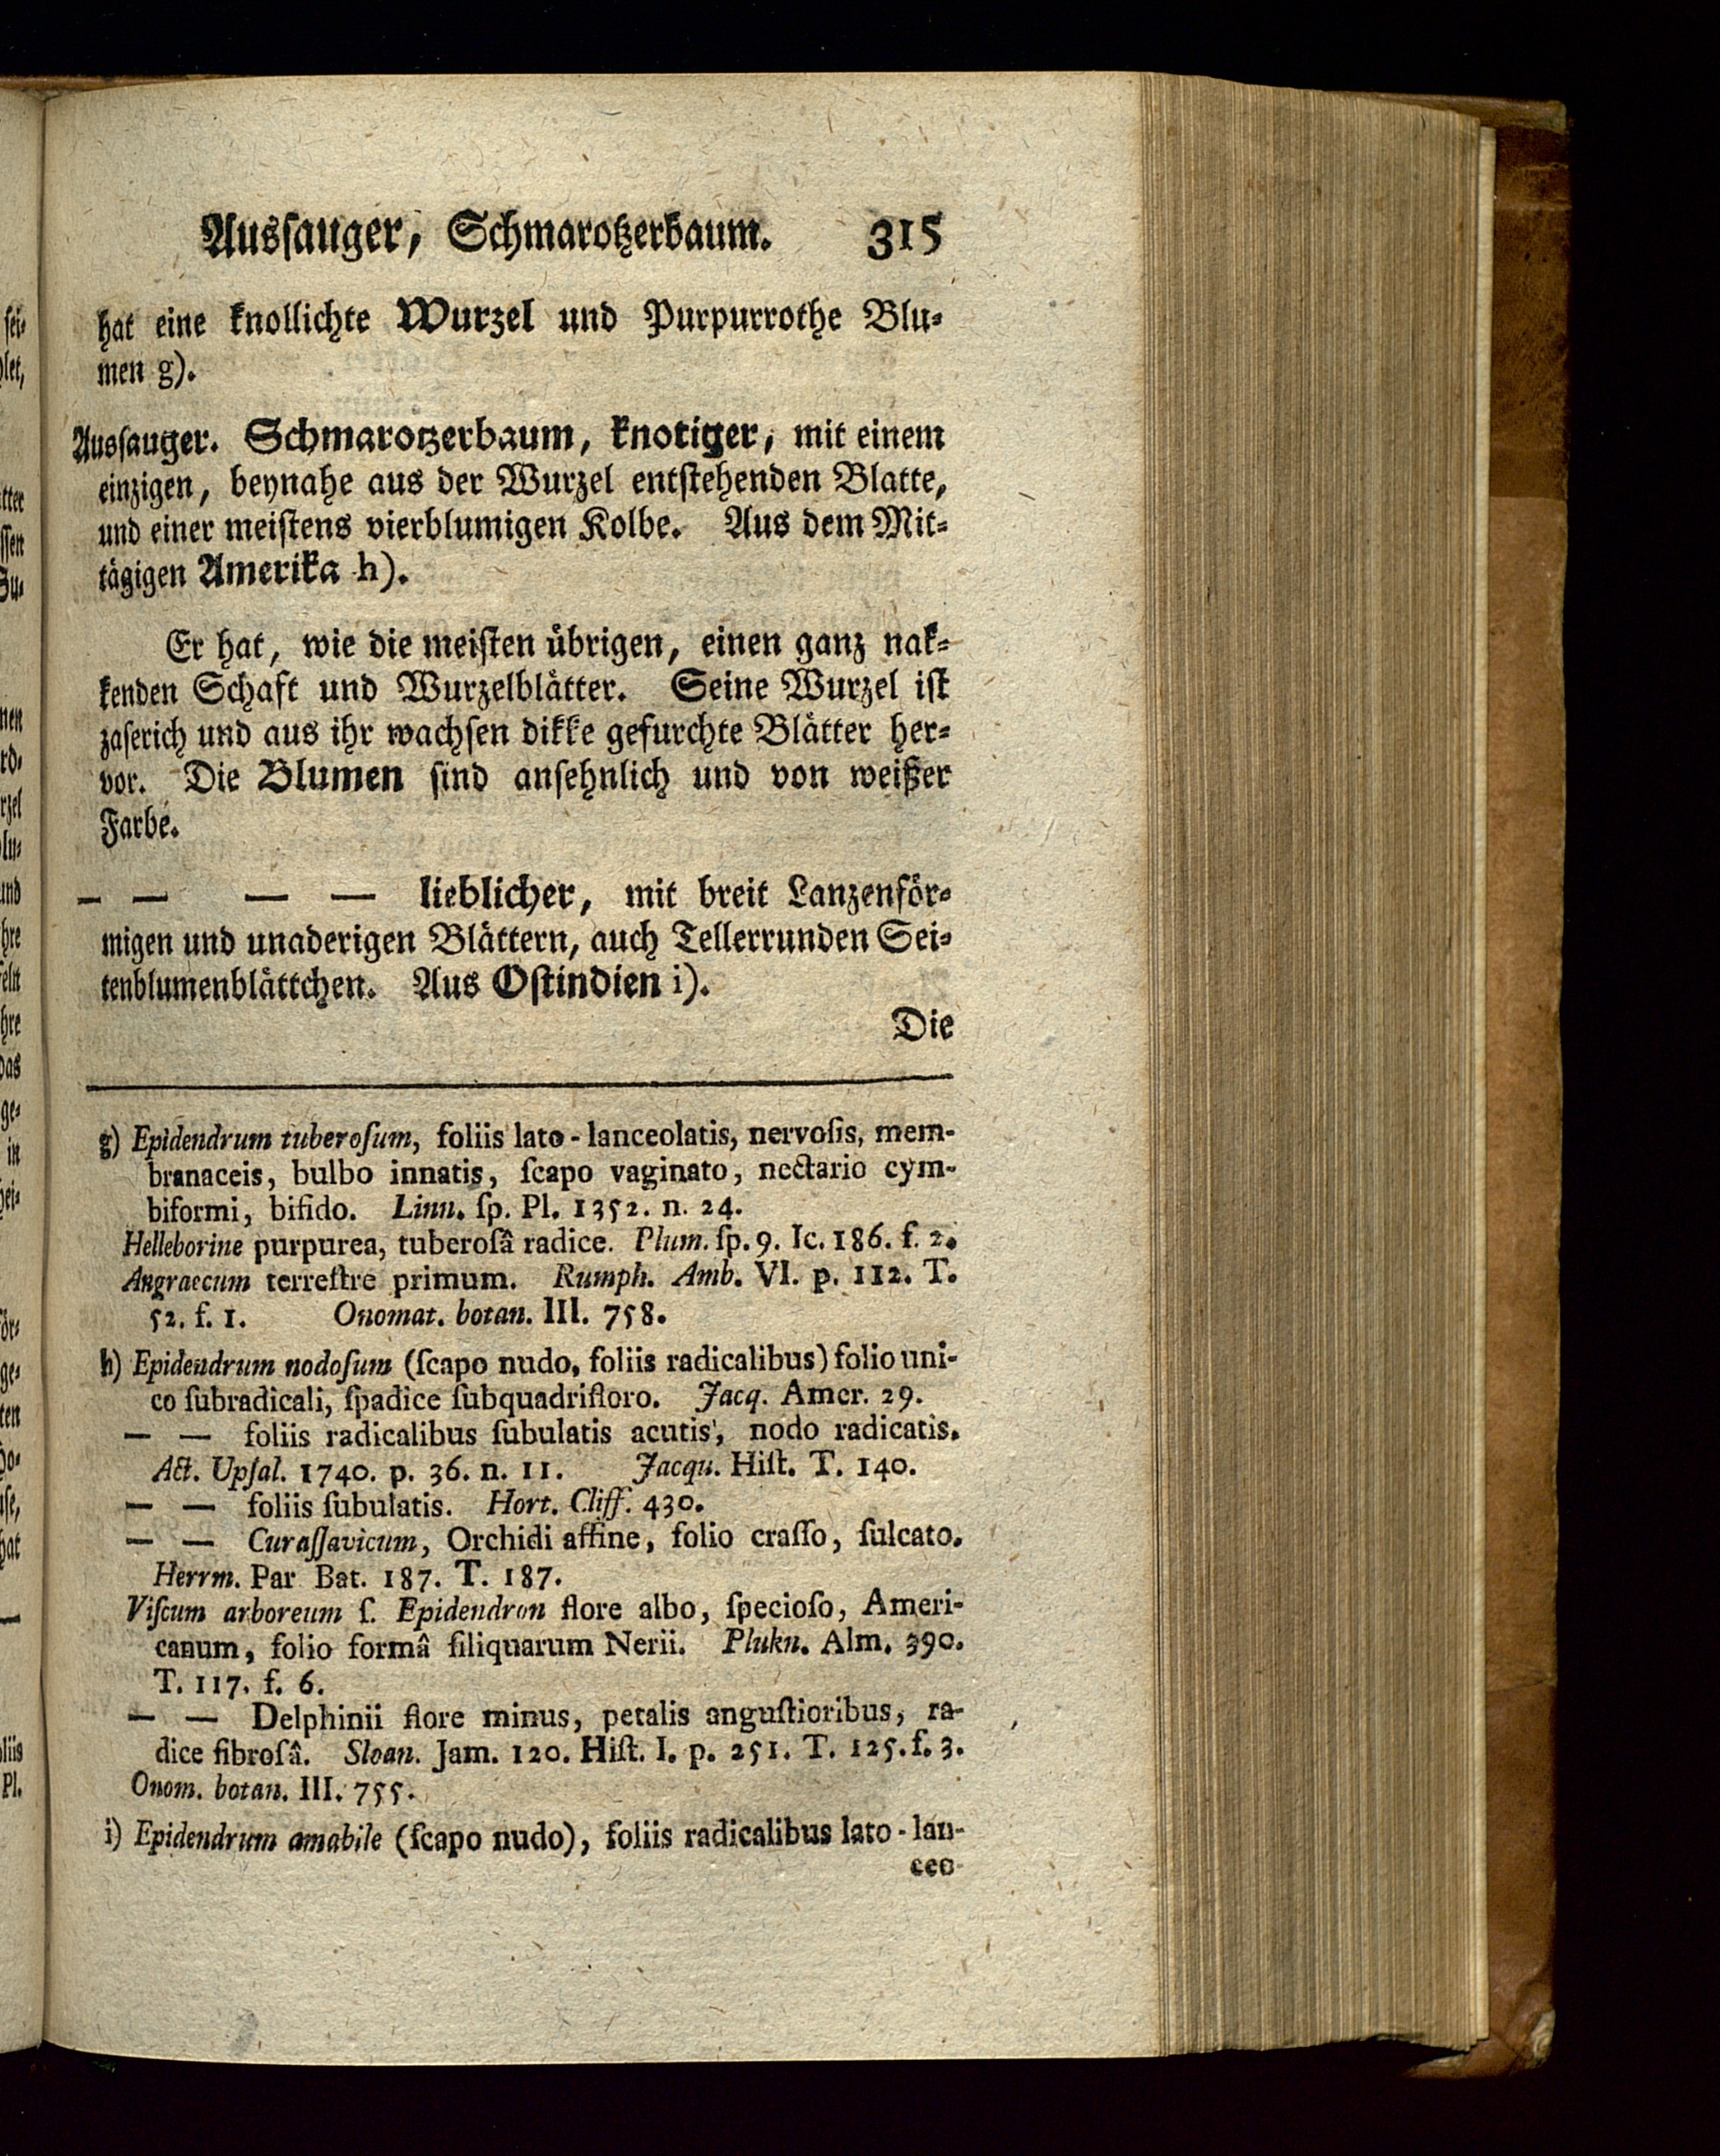 Ausſauger, Schmarotzerbaum. 315
hat eine knollichte Wurzel und Purpurrothe Blu-
men g).
Ausſauger. Schmarotzerbaum, knotiger, mit einem
einzigen, beynahe aus der Wurzel entſtehenden Blatte,
und einer meiſtens vierblumigen Kolbe. Aus dem Mit-
tägigen Amerika h).
Er hat, wie die meiſten übrigen, einen ganz nak-
kenden Schaft und Wurzelblätter. Seine Wurzel iſt
zaſerich und aus ihr wachſen dikke gefurchte Blätter her-
vor. Die Blumen ſind anſehnlich und von weißer
Farbe.
— — — — lieblicher, mit breit Lanzenför-
migen und unaderigen Blättern, auch Tellerrunden Sei-
tenblumenblättchen. Aus Oſtindien i).
Die
g) Epidendrum tuberoſum, foliis lato - lanceolatis, nervoſis, mem-
branaceis, bulbo innatis, ſcapo vaginato, nectario cym-
biformi, bifido. Linn. ſp. Pl. 1352. n. 24.
Helleborine purpurea, tuberoſâ radice. Plum. ſp. 9. Ic. 186. f. 2.
Angraecum terreſtre primum. Rumph. Amb. VI. p. 112. T.
52. f. 1. Onomat. botan. III. 758.
h) Epidendrum nodoſum (ſcapo nudo, foliis radicalibus) folio uni-
co ſubradicali, ſpadice ſubquadrifloro. Jacq. Amer. 29.
— — foliis radicalibus ſubulatis acutis, nodo radicatis.
Act. Upſal. 1740. p. 36. n. 11. Jacqu. Hiſt. T. 140.
— — foliis ſubulatis. Hort. Cliff. 430.
— — Curaſſavicum, Orchidi affine, folio craſſo, ſulcato.
Herrm. Par Bat. 187. T. 187.
Viſcum arboreum ſ. Epidendron flore albo, ſpecioſo, Ameri-
canum, folio formâ ſiliquarum Nerii. Plukn. Alm. 390.
T. 117. f. 6.
— — Delphinii flore minus, petalis anguſtioribus, ra-
dice fibroſâ. Sloan. Jam. 120. Hiſt. I. p. 251. T. 125. f. 3.
Onom. botan. III. 755.
i) Epidendrum amabile (ſcapo nudo), foliis radicalibus lato - lan-
ceo-